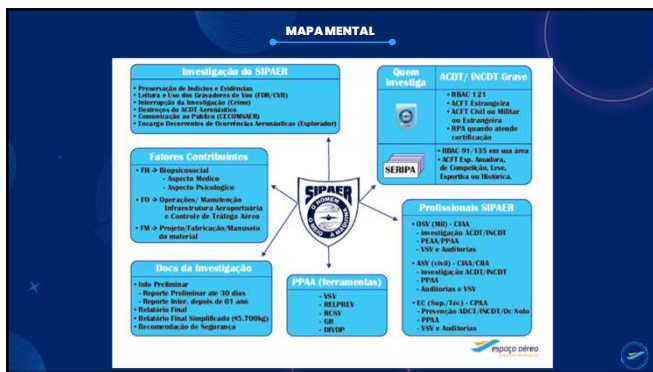 MAPA MENTAL
Investigação do SIPAER
• Preservação de Indícios e Evidências
• Leitura e Uso dos Gravadores de Voo (FDR/CVR)
• Interrupção da Investigação (Crime)
• Destroços do ACDT Aeronáutico
• Comunicação ao Público (CECOMSAER)
• Encargo Decorrentes de Ocorrências Aeronáuticas (Explorador)
Quem
investiga
ACDT/ INCDT Grave
• RBAC 121
• ACFT Estrangeira
• ACFT Civil ou Militar
ou Estrangeira
• RPA quando atende
certificação
SERIPA
• RBAC 91/135 em sua área
• ACFT Esp. Amadora,
de Competição, Leve,
Esportiva ou Histórica.
Fatores Contribuintes
• FH -> Biopsicosocial
- Aspecto Médico
- Aspecto Psicologico
• FO -> Operações/ Manutenção
Infraestrutura Aeroportuária
e Controle de Tráfego Aéreo
• FM -> Projeto/Fabricação/Manuseio
do material
SIPAER
O HOMEM
O MEIO
A MÁQUINA
Profissionais SIPAER
• OSV (Mil) - CIAA
- investigação ACDT/INCDT
- PEAA/PPAA
- VSV e Auditorias
• ASV (civil) - CIAA/CBA
- investigação ACDT/INCDT
- PPAA
- Auditorias e VSV
• EC (Sup./Téc) - CPAA
- Prevenção ADCT/INCDT/Oc Solo
- PPAA
- VSV e Auditorias
Docs da Investigação
• Info Preliminar
- Reporte Preliminar até 30 dias
- Reporte Inter. depois de 01 ano
• Relatório Final
• Relatório Final Simplificado (<5.700kg)
• Recomendação de Segurança
PPAA (ferramentas)
- VSV
- RELPREV
- RCSV
- GR
- DIVOP
espaço aéreo